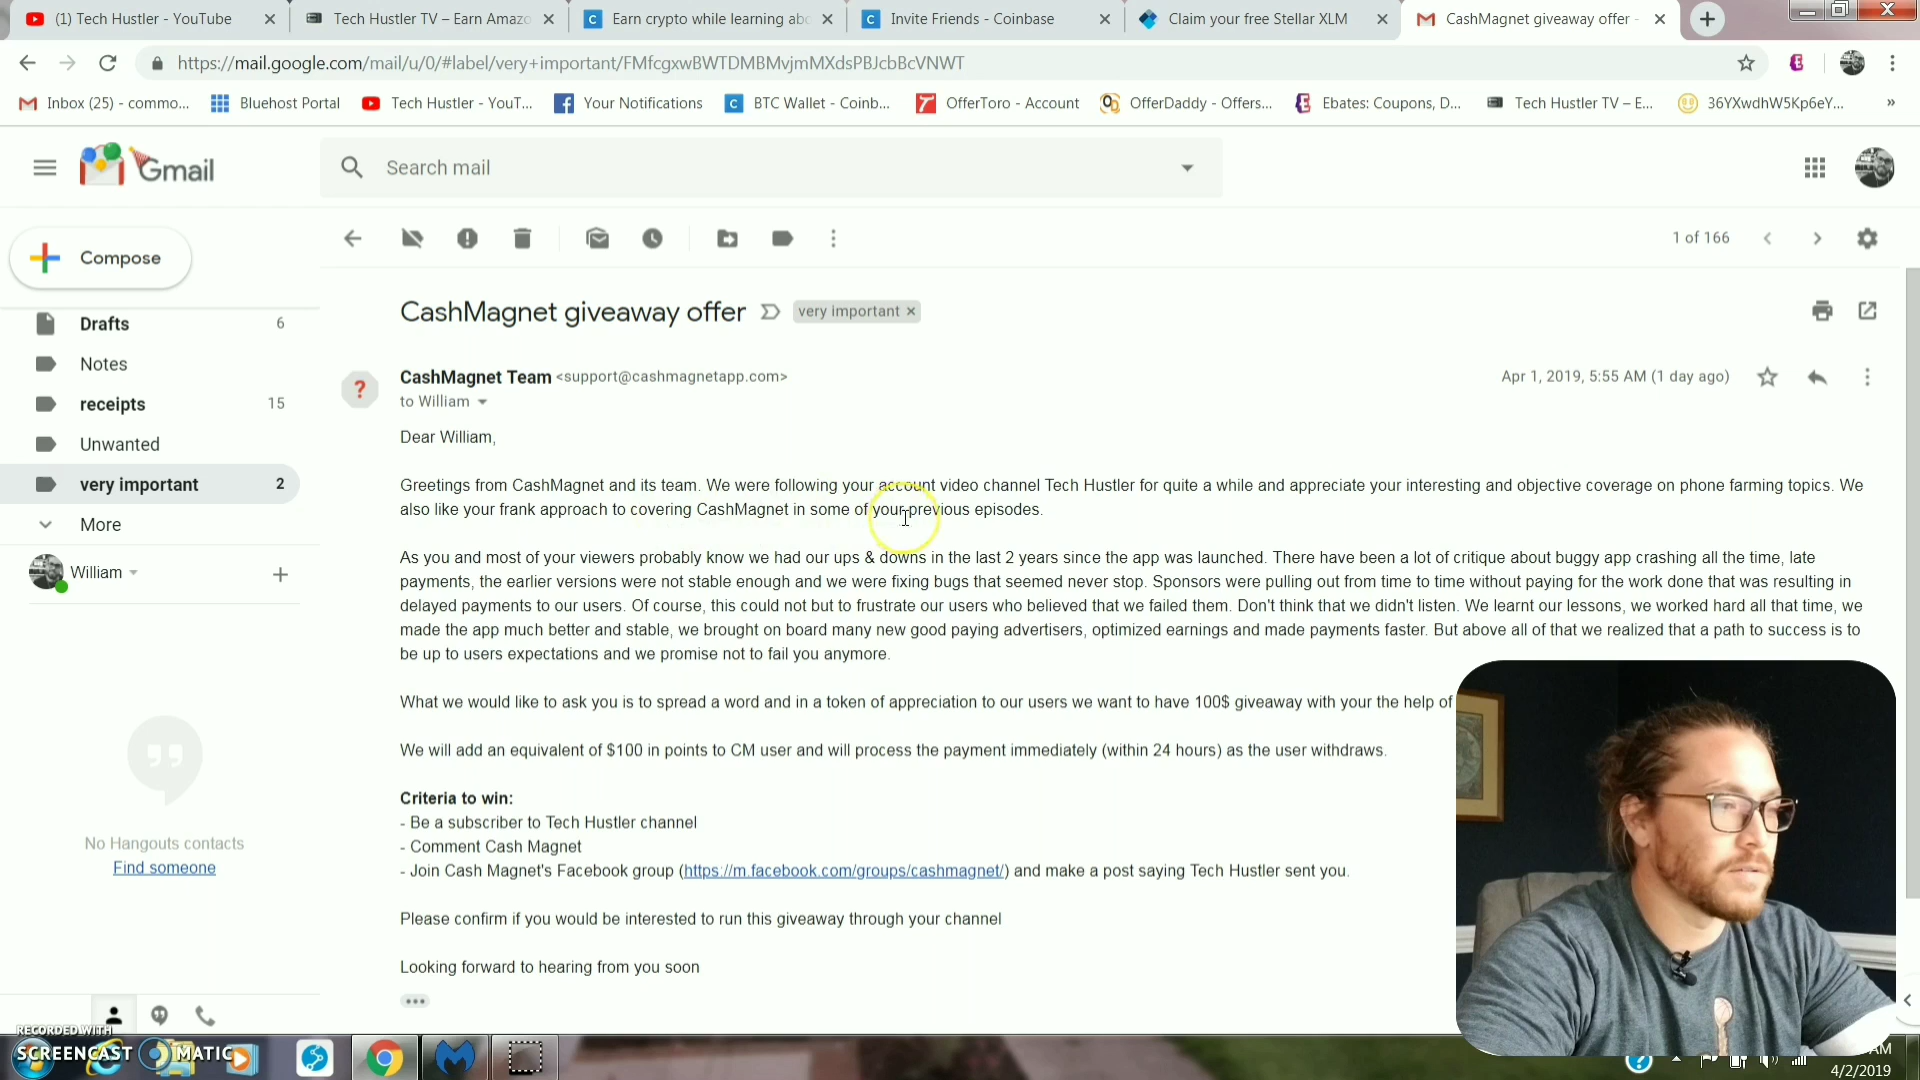 (1) Tech Hustler - YouTube
Tech Hustler TV – Earn Amazo
Earn crypto while learning abo
Invite Friends - Coinbase
Claim your free Stellar XLM
CashMagnet giveaway offer -
https://mail.google.com/mail/u/0/#label/very+important/FMfcgxwBWTDMBMvjmMXdsPBJcbBcVNWT
Inbox (25) - commo...
Bluehost Portal
Tech Hustler - YouT...
Your Notifications
BTC Wallet - Coinb...
OfferToro - Account
OfferDaddy - Offers...
Ebates: Coupons, D...
Tech Hustler TV – E...
36YXwdhW5Kp6eY...
»
Gmail
Search mail
Compose
1 of 166
Drafts 6
Notes
receipts 15
Unwanted
very important 2
More
William
No Hangouts contacts
Find someone
CashMagnet giveaway offer
very important ×
CashMagnet Team <support@cashmagnetapp.com>
Apr 1, 2019, 5:55 AM (1 day ago)
to William
Dear William,
Greetings from CashMagnet and its team. We were following your account video channel Tech Hustler for quite a while and appreciate your interesting and objective coverage on phone farming topics. We
also like your frank approach to covering CashMagnet in some of your previous episodes.
As you and most of your viewers probably know we had our ups & downs in the last 2 years since the app was launched. There have been a lot of critique about buggy app crashing all the time, late
payments, the earlier versions were not stable enough and we were fixing bugs that seemed never stop. Sponsors were pulling out from time to time without paying for the work done that was resulting in
delayed payments to our users. Of course, this could not but to frustrate our users who believed that we failed them. Don't think that we didn't listen. We learnt our lessons, we worked hard all that time, we
made the app much better and stable, we brought on board many new good paying advertisers, optimized earnings and made payments faster. But above all of that we realized that a path to success is to
be up to users expectations and we promise not to fail you anymore.
What we would like to ask you is to spread a word and in a token of appreciation to our users we want to have 100$ giveaway with your the help of
We will add an equivalent of $100 in points to CM user and will process the payment immediately (within 24 hours) as the user withdraws.
Criteria to win:
- Be a subscriber to Tech Hustler channel
- Comment Cash Magnet
- Join Cash Magnet's Facebook group (https://m.facebook.com/groups/cashmagnet/) and make a post saying Tech Hustler sent you.
Please confirm if you would be interested to run this giveaway through your channel
Looking forward to hearing from you soon
RECORDED WITH
SCREENCAST MATIC
AM
4/2/2019